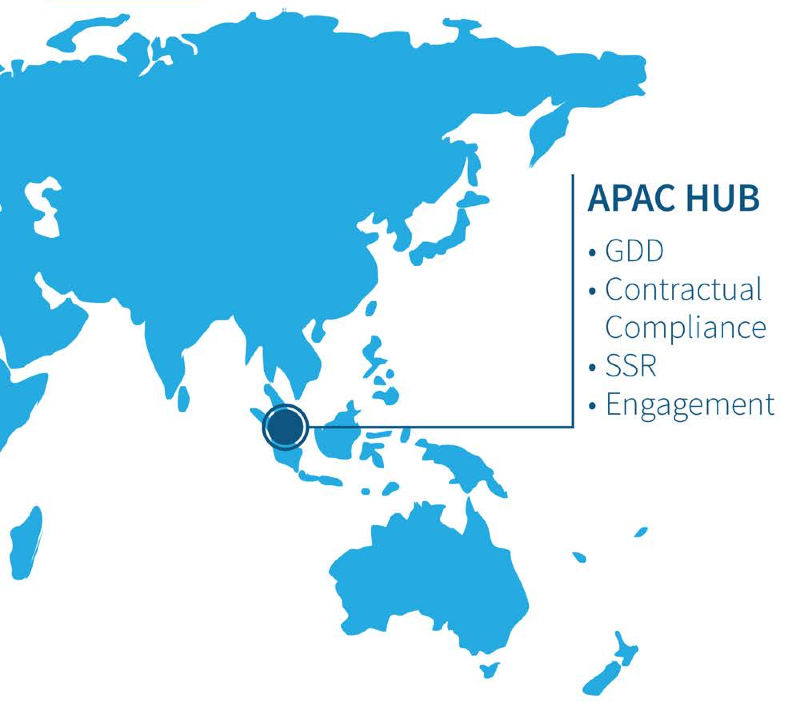 APAC HUB
• GDD
• Contractual
Compliance
• SSR
• Engagement